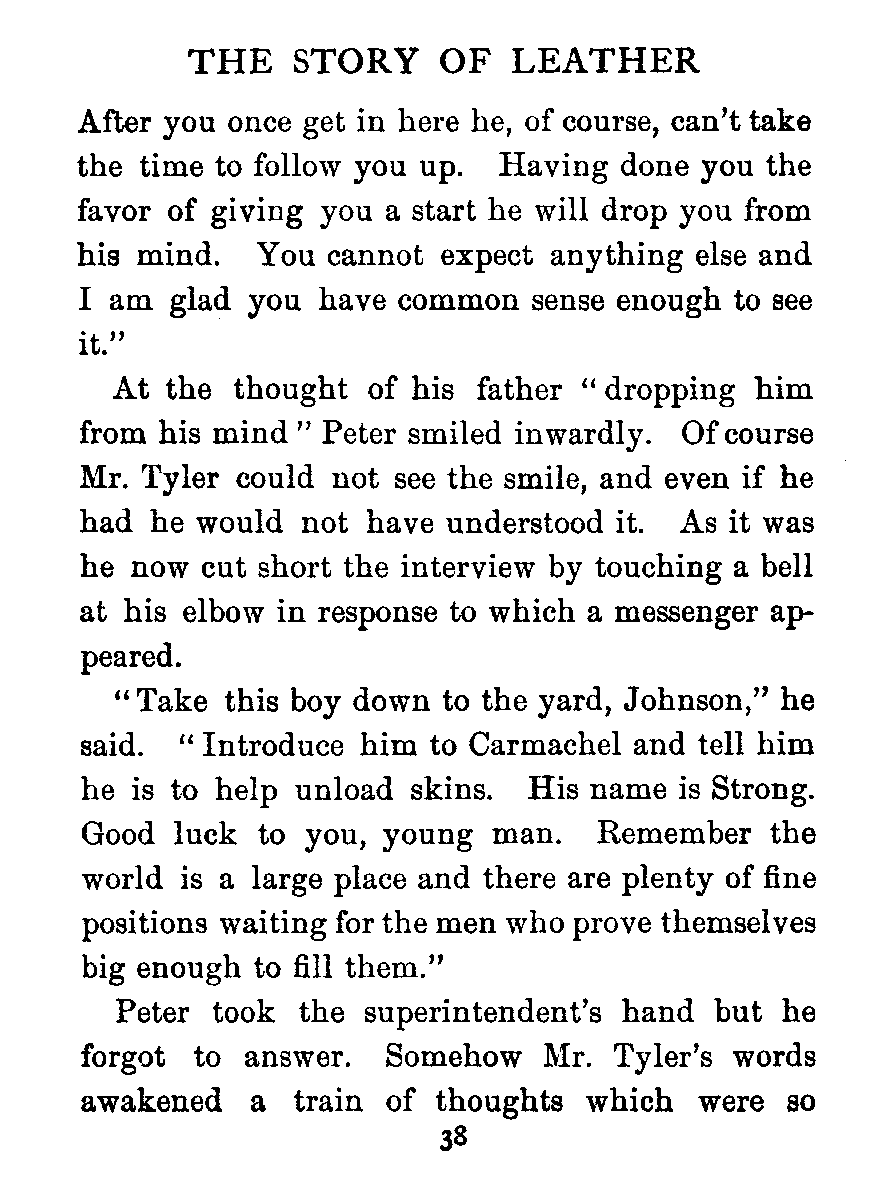 THE STORY OF LEATHER
After you once get in here he, of course, can't take
the time to follow you up. Having done you the
favor of giving you a start he will drop you from
his mind. You cannot expect anything else and
I am glad you have common sense enough to see
it."
At the thought of his father "dropping him
from his mind" Peter smiled inwardly. Of course
Mr. Tyler could not see the smile, and even if he
had he would not have understood it. As it was
he now cut short the interview by touching a bell
at his elbow in response to which a messenger ap-
peared.
"Take this boy down to the yard, Johnson," he
said. "Introduce him to Carmachel and tell him
he is to help unload skins. His name is Strong.
Good luck to you, young man. Remember the
world is a large place and there are plenty of fine
positions waiting for the men who prove themselves
big enough to fill them."
Peter took the superintendent's hand but he
forgot to answer. Somehow Mr. Tyler's words
awakened a train of thoughts which were so
38